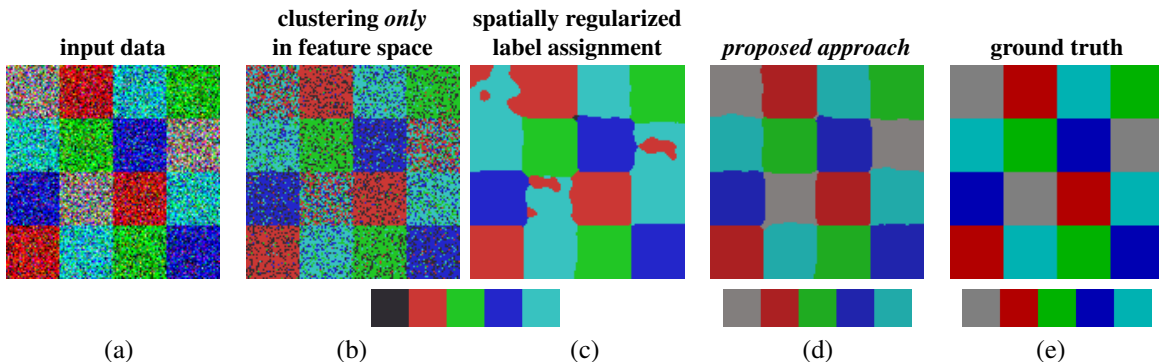 input data
clustering only
in feature space
spatially regularized
label assignment
proposed approach
ground truth
(a)
(b)
(c)
(d)
(e)